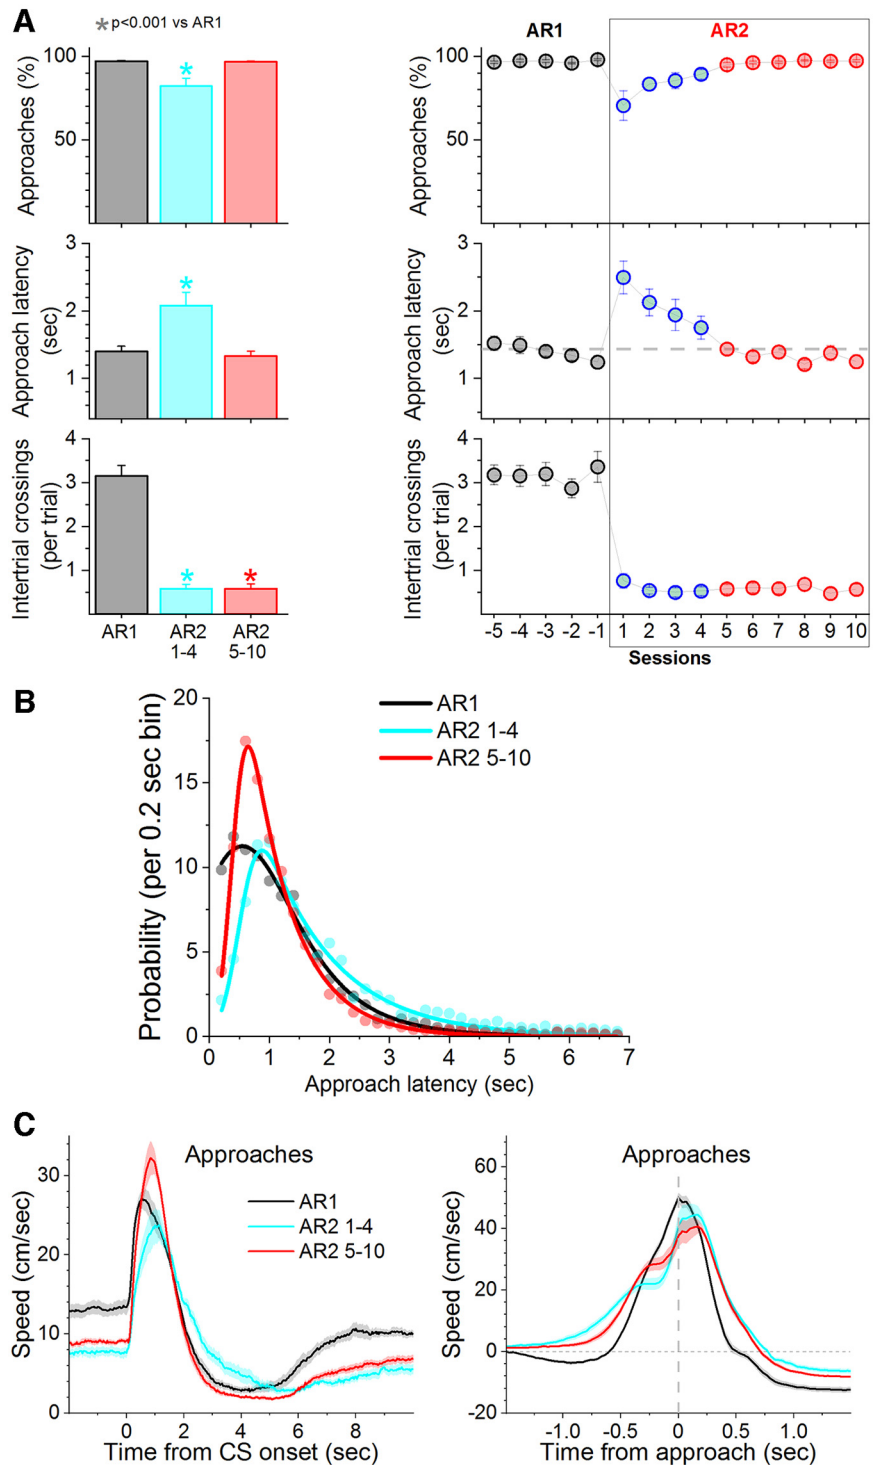 A
* p<0.001 vs AR1
Approaches (%)
100
50
*
Approach latency
(sec)
3
2
1
*
Intertrial crossings
(per trial)
4
3
2
1
* *
AR1 AR2 AR2
1-4 5-10
AR1 AR2
Approaches (%)
100
50
Approach latency
(sec)
3
2
1
Intertrial crossings
(per trial)
4
3
2
1
-5 -4 -3 -2 -1 1 2 3 4 5 6 7 8 9 10
Sessions
B
Probability (per 0.2 sec bin)
20
15
10
5
0
AR1
AR2 1-4
AR2 5-10
0 1 2 3 4 5 6 7
Approach latency (sec)
C
Approaches
Speed (cm/sec)
30
20
10
0
AR1
AR2 1-4
AR2 5-10
0 2 4 6 8
Time from CS onset (sec)
Approaches
Speed (cm/sec)
60
40
20
0
-20
-1.0 -0.5 0 0.5 1.0
Time from approach (sec)